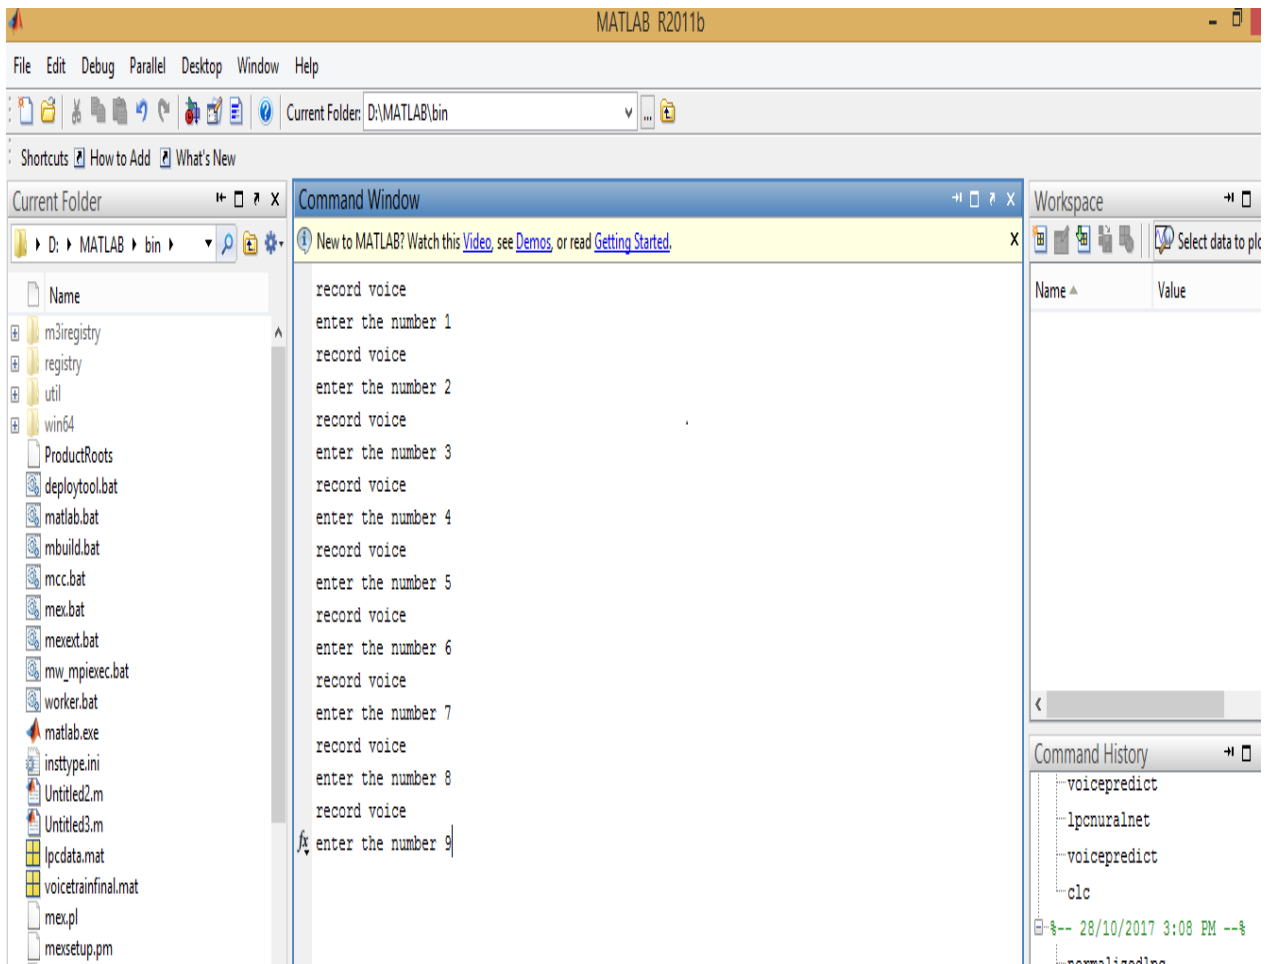 MATLAB R2011b
File Edit Debug Parallel Desktop Window Help
Current Folder: D:\MATLAB\bin
...
Shortcuts How to Add What's New
Current Folder
D: MATLAB bin
Name
m3iregistry
registry
util
win64
ProductRoots
deploytool.bat
matlab.bat
mbuild.bat
mcc.bat
mex.bat
mexext.bat
mw_mpiexec.bat
worker.bat
matlab.exe
insttype.ini
Untitled2.m
Untitled3.m
lpcdata.mat
voicetrainfinal.mat
mex.pl
mexsetup.pm
Command Window
New to MATLAB? Watch this Video, see Demos, or read Getting Started.
record voice
enter the number 1
record voice
enter the number 2
record voice
enter the number 3
record voice
enter the number 4
record voice
enter the number 5
record voice
enter the number 6
record voice
enter the number 7
record voice
enter the number 8
record voice
fx enter the number 9
Workspace
Select data to plo
Name Value
Command History
voicepredict
lpcnuralnet
voicepredict
clc
%-- 28/10/2017 3:08 PM --%
normalizedlpc